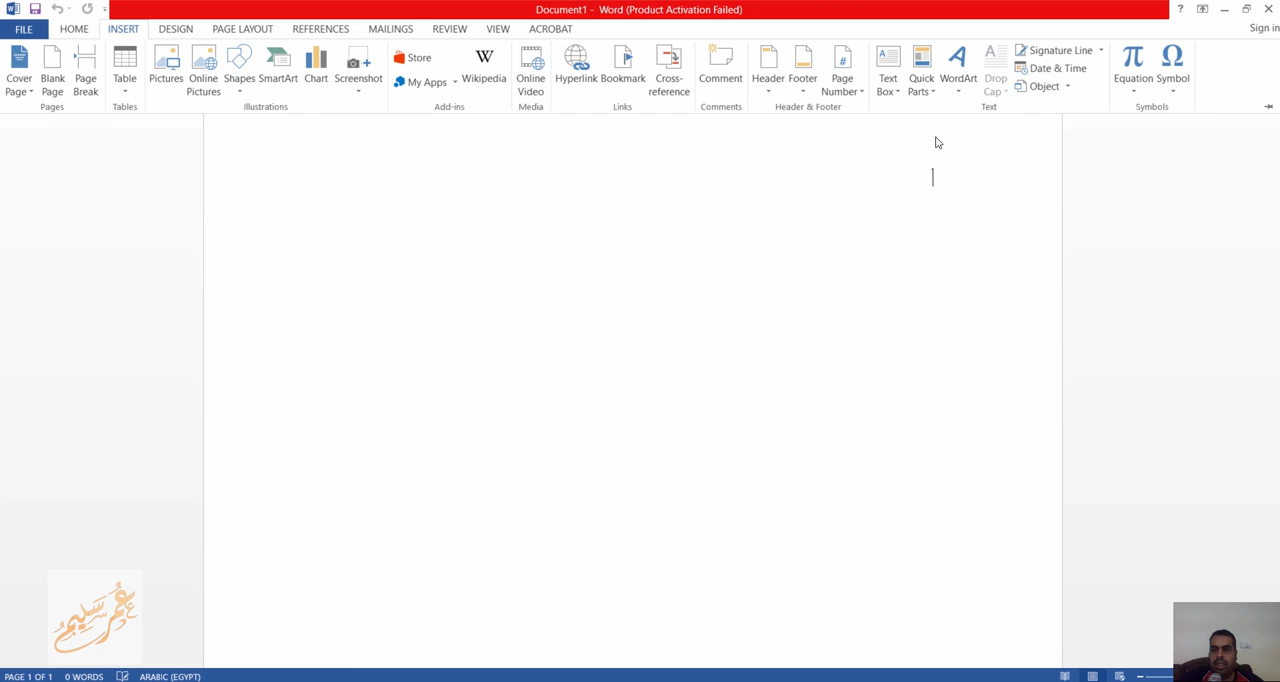 Document1 - Word (Product Activation Failed)
Sign in
FILE HOME INSERT DESIGN PAGE LAYOUT REFERENCES MAILINGS REVIEW VIEW ACROBAT
Cover Page
Blank Page
Page Break
Pages
Table
Tables
Pictures
Online Pictures
Shapes
SmartArt
Chart
Screenshot
Illustrations
Store
My Apps
Wikipedia
Add-ins
Online Video
Media
Hyperlink
Bookmark
Cross-reference
Links
Comment
Comments
Header
Footer
Page Number
Header & Footer
Text Box
Quick Parts
WordArt
Drop Cap
Signature Line
Date & Time
Object
Text
Equation
Symbol
Symbols
عمر سليم
PAGE 1 OF 1 0 WORDS ARABIC (EGYPT)